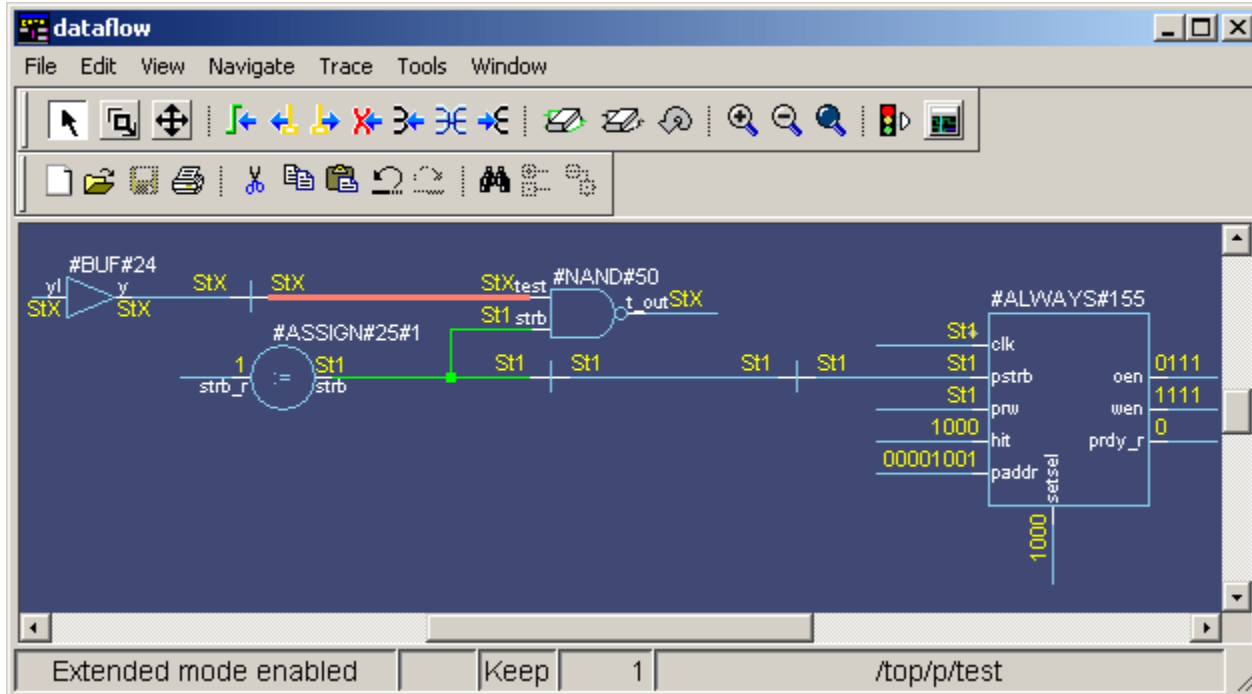 dataflow
File Edit View Navigate Trace Tools Window
#BUF#24
yI y StX StX StX test #NAND#50
StX StX t_out StX
St1 strb
#ALWAYS#155
#ASSIGN#25#1
St1 clk
1 St1 St1 St1 St1 St1 St1 pstrb oen 0111
strb_r := strb
St1 prw wen 1111
1000 hit prdy_r 0
00001001 paddr
setsel
1000
Extended mode enabled Keep 1 /top/p/test